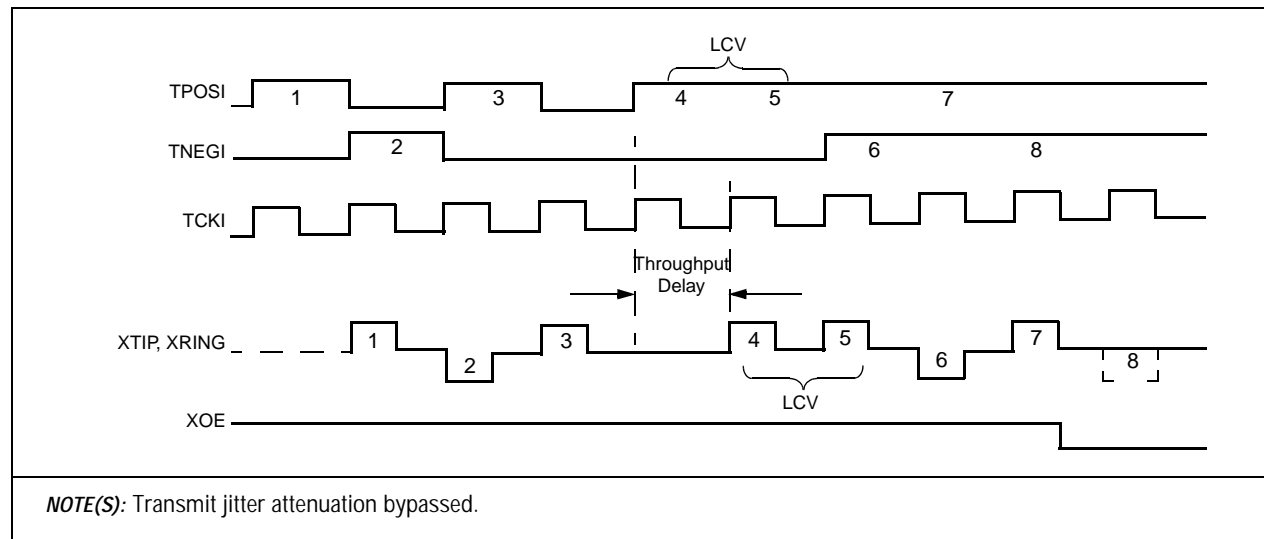 LCV
TPOSI 1 3 4 5 7
TNEGI 2 6 8
TCKI
Throughput
Delay
XTIP, XRING 1 2 3 4 5 6 7 8
LCV
XOE
NOTE(S): Transmit jitter attenuation bypassed.